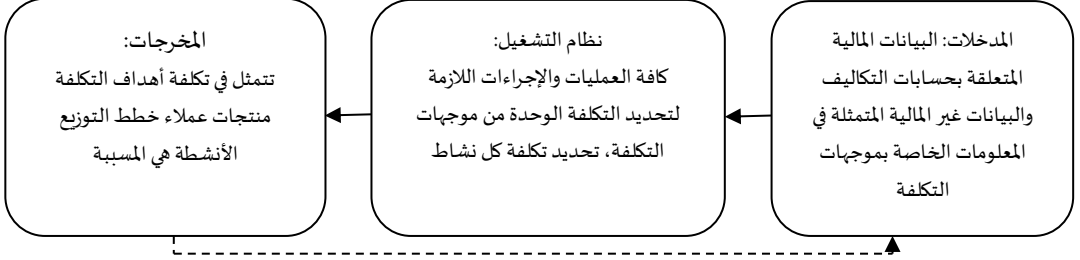 المدخلات: البيانات المالية
المتعلقة بحسابات التكاليف
والبيانات غير المالية المتمثلة في
المعلومات الخاصة بموجهات
التكلفة
نظام التشغيل:
كافة العمليات والإجراءات اللازمة
لتحديد التكلفة الوحدة من موجهات
التكلفة، تحديد تكلفة كل نشاط
المخرجات:
تتمثل في تكلفة أهداف التكلفة
منتجات عملاء خطط التوزيع
الأنشطة هي المسببة